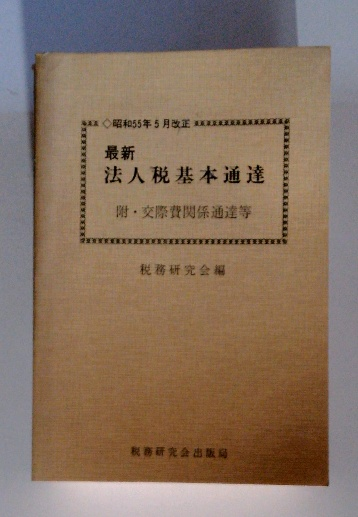 ◇昭和55年5月改正
最新
法人税基本通達
附・交際費関係通達等
税務研究会編
税務研究会出版局